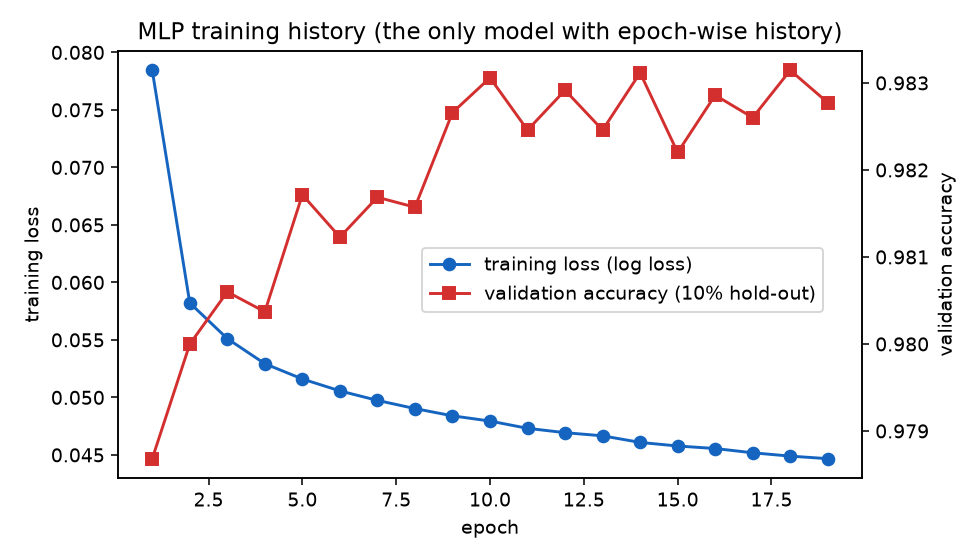 MLP training history (the only model with epoch-wise history)
0.080
0.075
0.070
0.065
0.060
0.055
0.050
0.045
training loss
0.983
0.982
0.981
0.980
0.979
validation accuracy
training loss (log loss)
validation accuracy (10% hold-out)
2.5 5.0 7.5 10.0 12.5 15.0 17.5
epoch